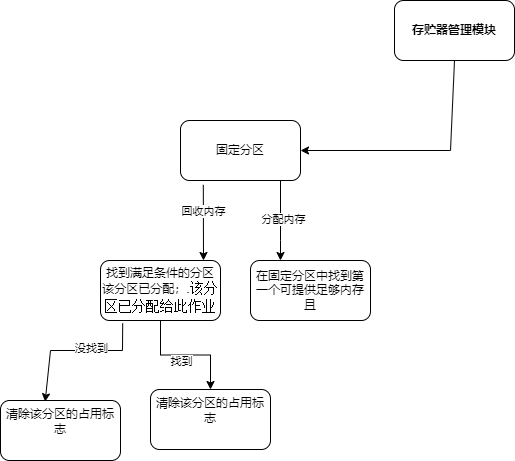 存贮器管理模块
固定分区
回收内存
分配内存
找到满足条件的分区
该分区已分配；.该分
区已分配给此作业
在固定分区中找到第
一个可提供足够内存
且
没找到
找到
清除该分区的占用标
志
清除该分区的占用标
志